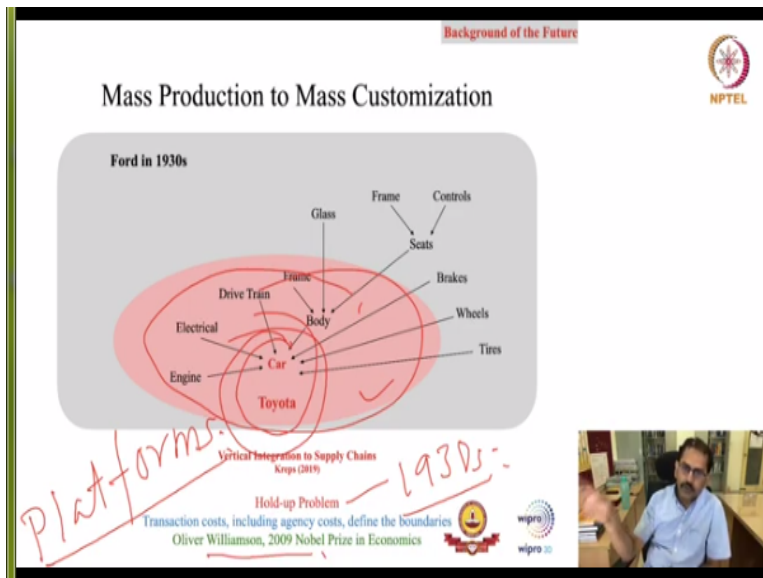 Background of the Future
NPTEL
Mass Production to Mass Customization
Ford in 1930s
Frame Controls
Glass
Seats
Frame
Brakes
Drive Train
Body
Wheels
Electrical
Tires
Car
Engine
Toyota
Platforms:
Vertical Integration to Supply Chains
Kreps (2019)
1930s:
Hold-up Problem
Transaction costs, including agency costs, define the boundaries
Oliver Williamson, 2009 Nobel Prize in Economics
wipro
wipro 3D